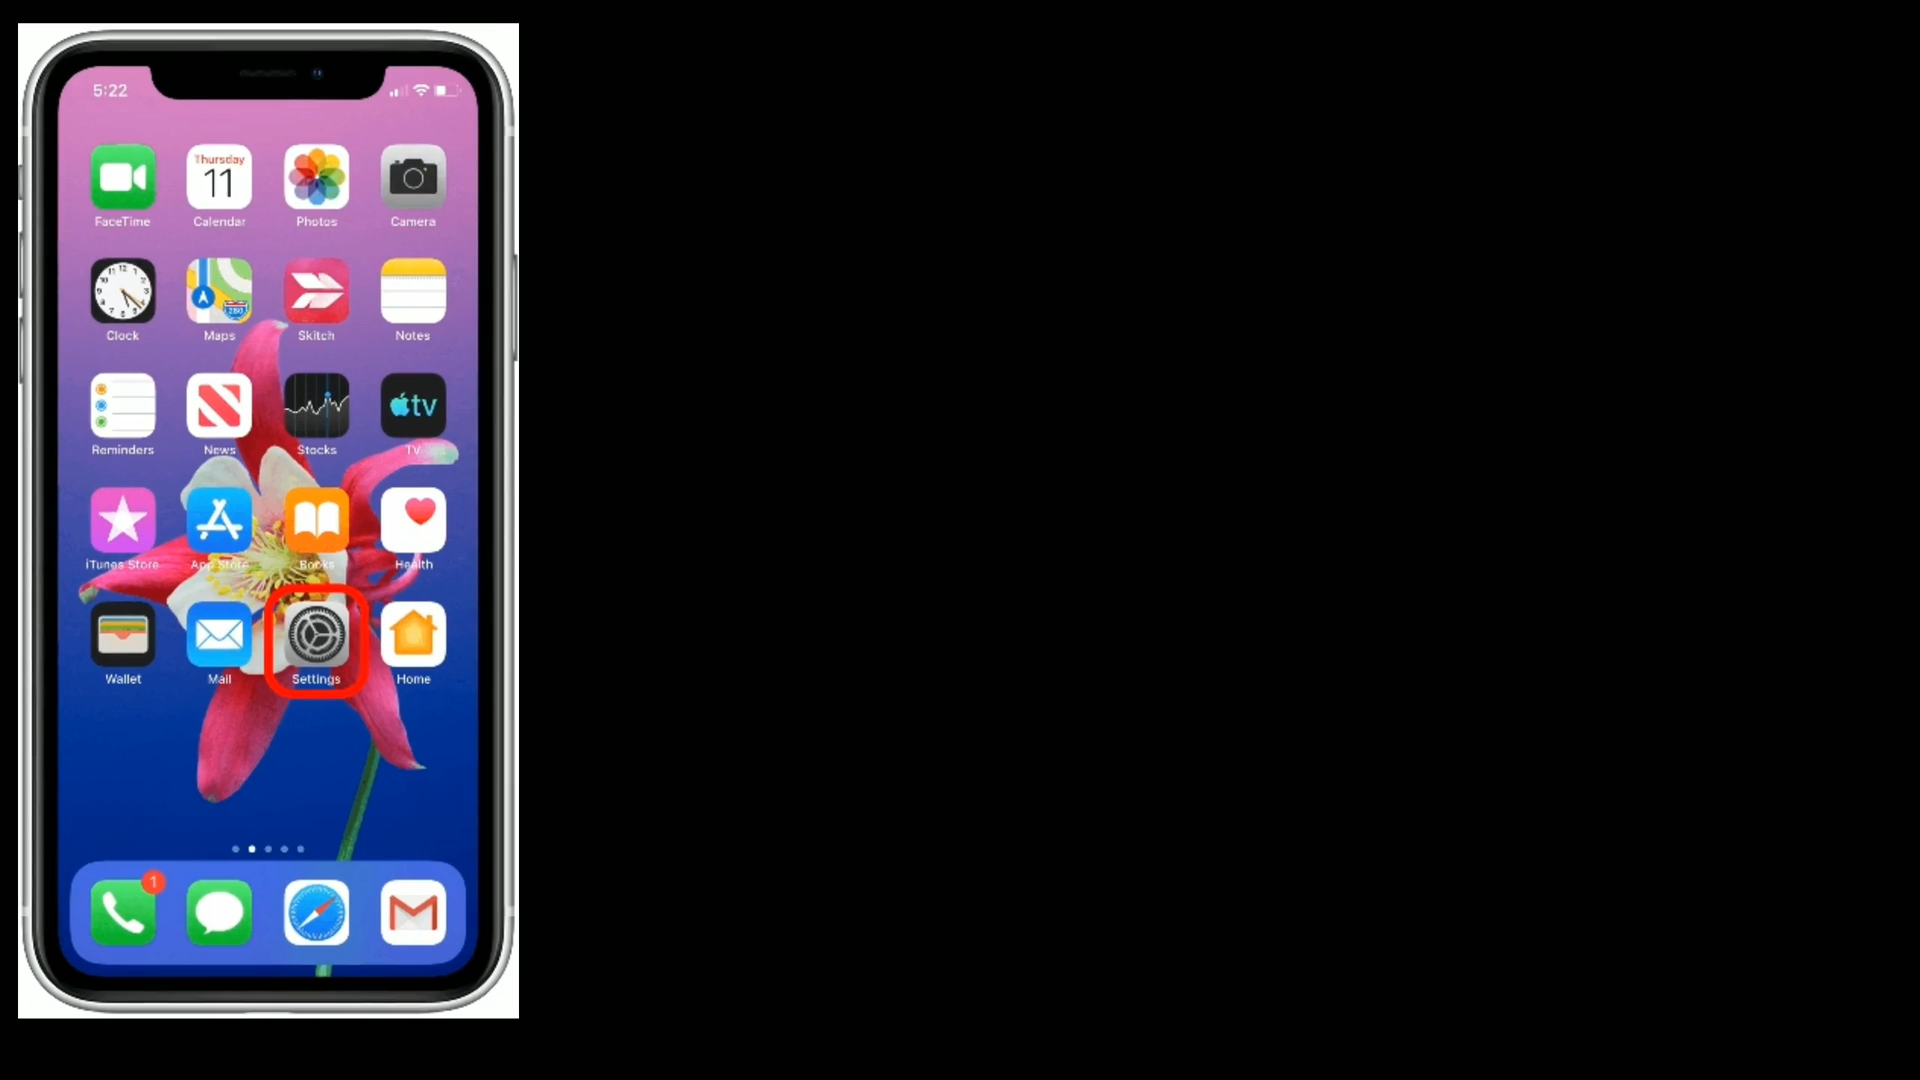 5:22
Thursday
11
FaceTime
Calendar
Photos
Camera
280
Clock
Maps
Skitch
Notes
tv
Reminders
News
Stocks
TV
iTunes Store
App Store
Books
Health
Wallet
Mail
Settings
Home
1